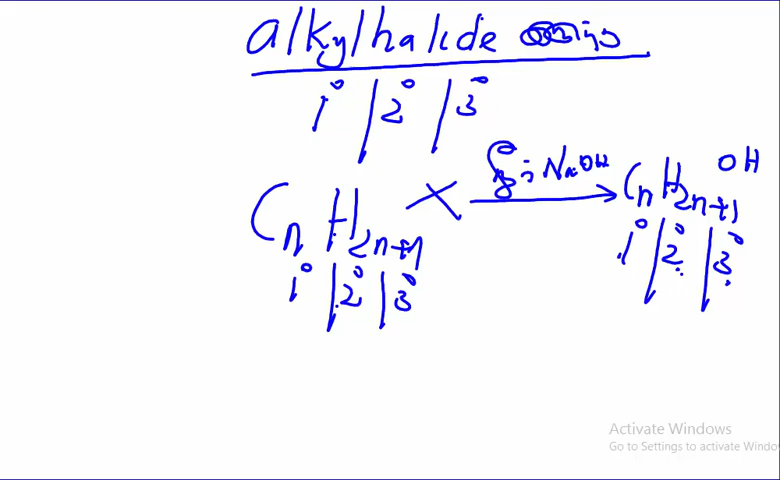 alkylhalide
1° | 2° | 3°
CnH2n+1 X NaOH CnH2n+1 OH
1° | 2° | 3° 1° | 2° | 3°
Activate Windows
Go to Settings to activate Windo